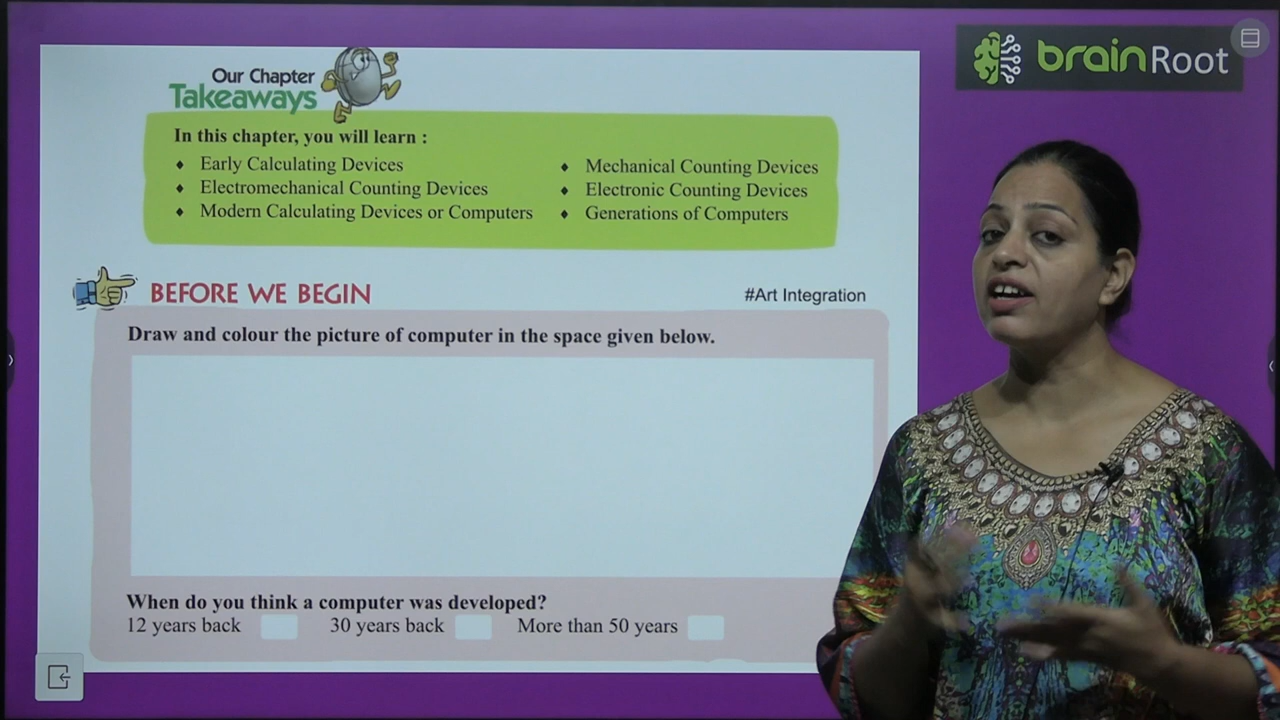 brainRoot
Our Chapter
Takeaways
In this chapter, you will learn :
♦ Early Calculating Devices
♦ Electromechanical Counting Devices
♦ Modern Calculating Devices or Computers
♦ Mechanical Counting Devices
♦ Electronic Counting Devices
♦ Generations of Computers
BEFORE WE BEGIN
#Art Integration
Draw and colour the picture of computer in the space given below.
When do you think a computer was developed?
12 years back 30 years back More than 50 years